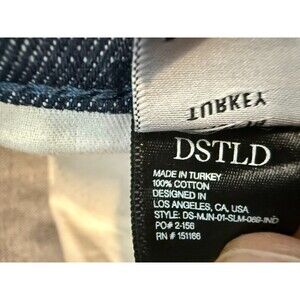 TURKEY
DSTLD
MADE IN TURKEY
100% COTTON
DESIGNED IN
LOS ANGELES, CA, USA
STYLE: DS-MJN-01-SLM-069-IND
PO# 2-156
RN # 151166